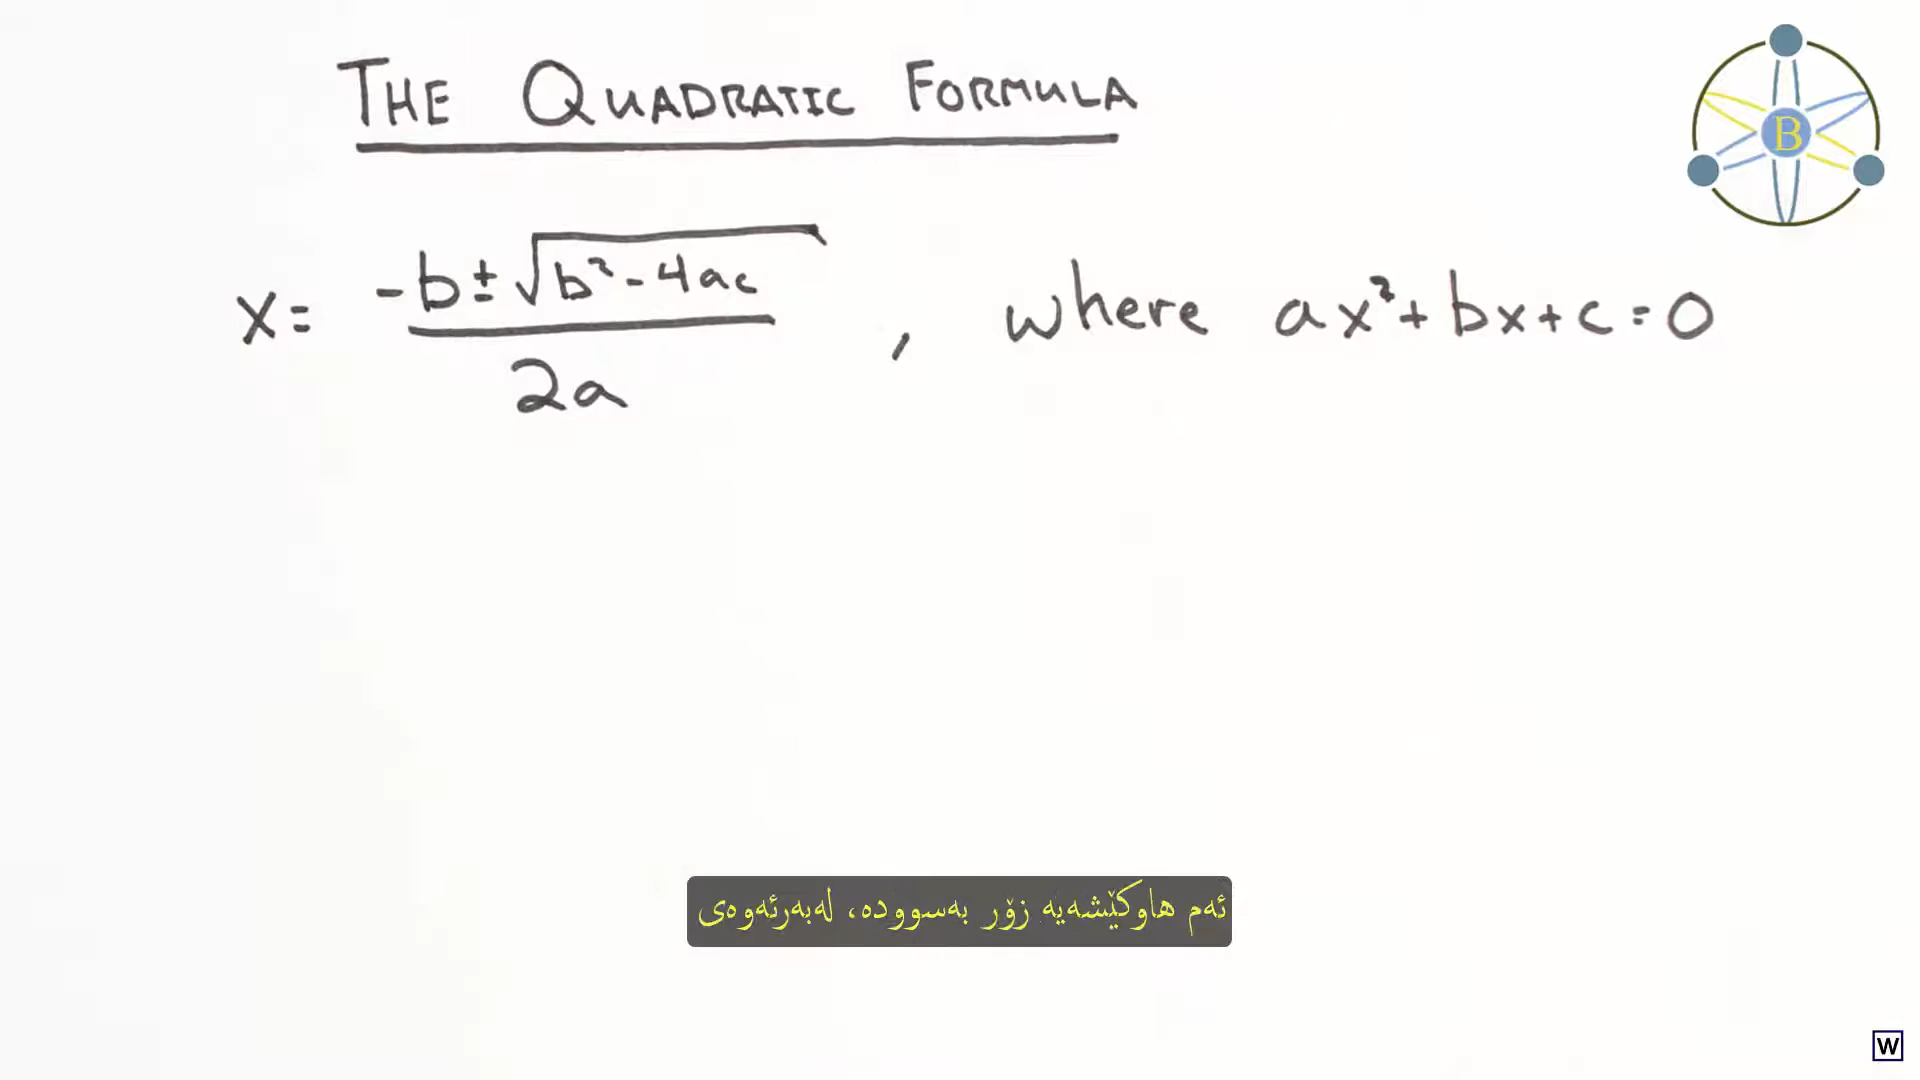 THE QUADRATIC FORMULA
B
x = -b ± √b² - 4ac / 2a , where ax² + bx + c = 0
ئەم هاوکێشەیە زۆر بەسوودە، لەبەرئەوەی
W